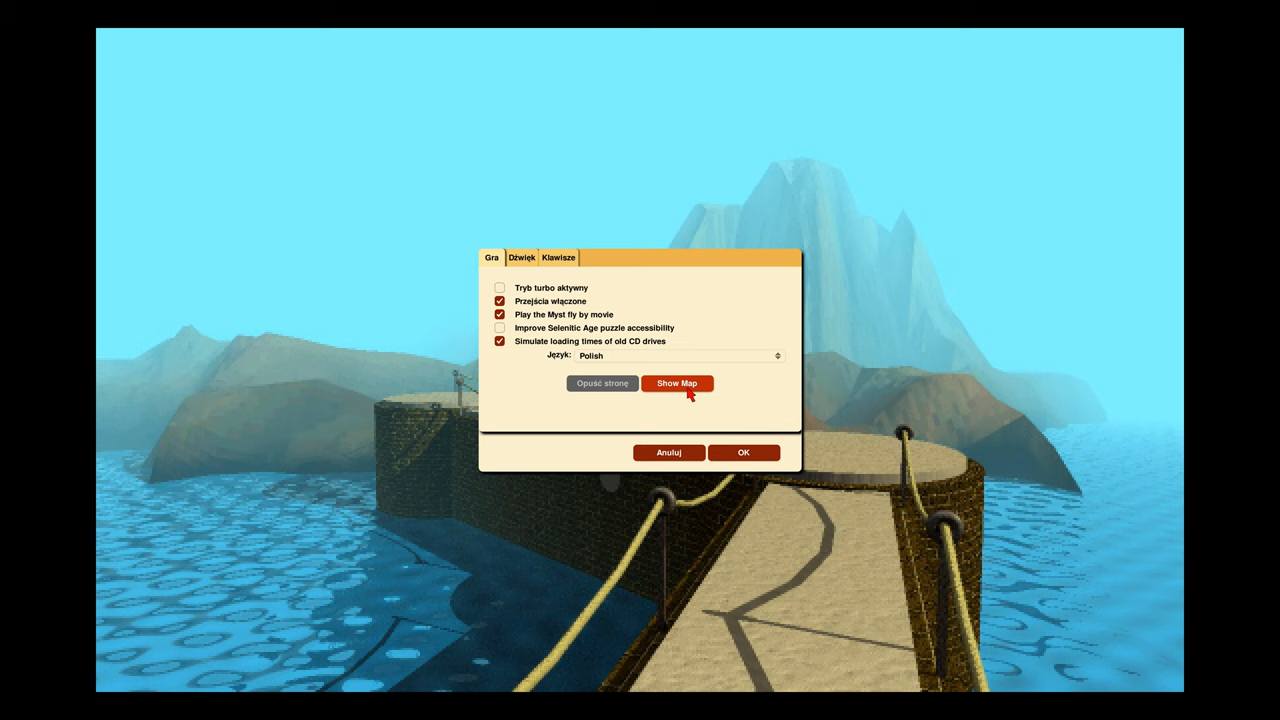 Gra Dźwięk Klawisze
Tryb turbo aktywny
Przejścia włączone
Play the Myst fly by movie
Improve Selenitic Age puzzle accessibility
Simulate loading times of old CD drives
Język: Polish
Opuść stronę Show Map
Anuluj OK